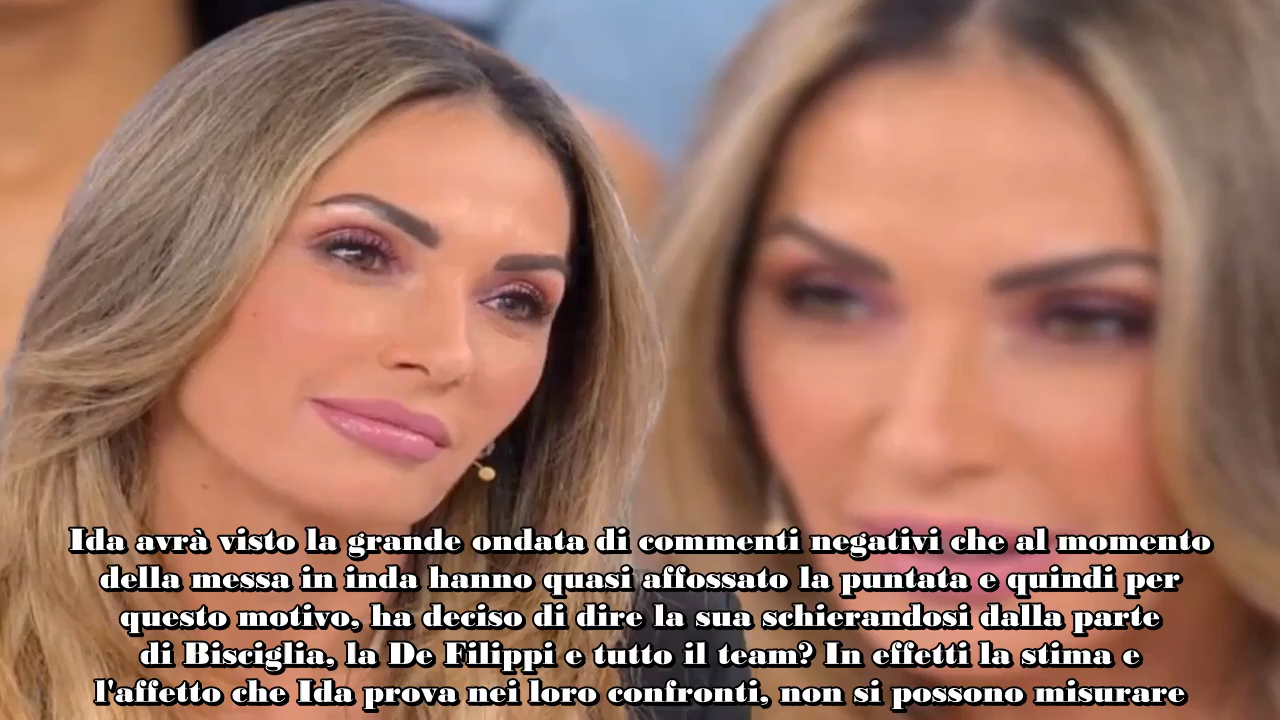 Ida avrà visto la grande ondata di commenti negativi che al momento
della messa in inda hanno quasi affossato la puntata e quindi per
questo motivo, ha deciso di dire la sua schierandosi dalla parte
di Bisciglia, la De Filippi e tutto il team? In effetti la stima e
l'affetto che Ida prova nei loro confronti, non si possono misurare